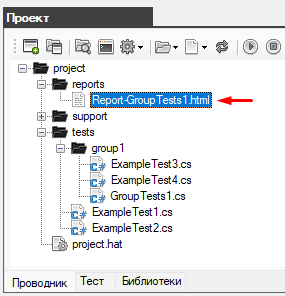 Проект
project
reports
Report-GroupTests1.html
support
tests
group1
ExampleTest3.cs
ExampleTest4.cs
GroupTests1.cs
ExampleTest1.cs
ExampleTest2.cs
project.hat
Проводник Тест Библиотеки